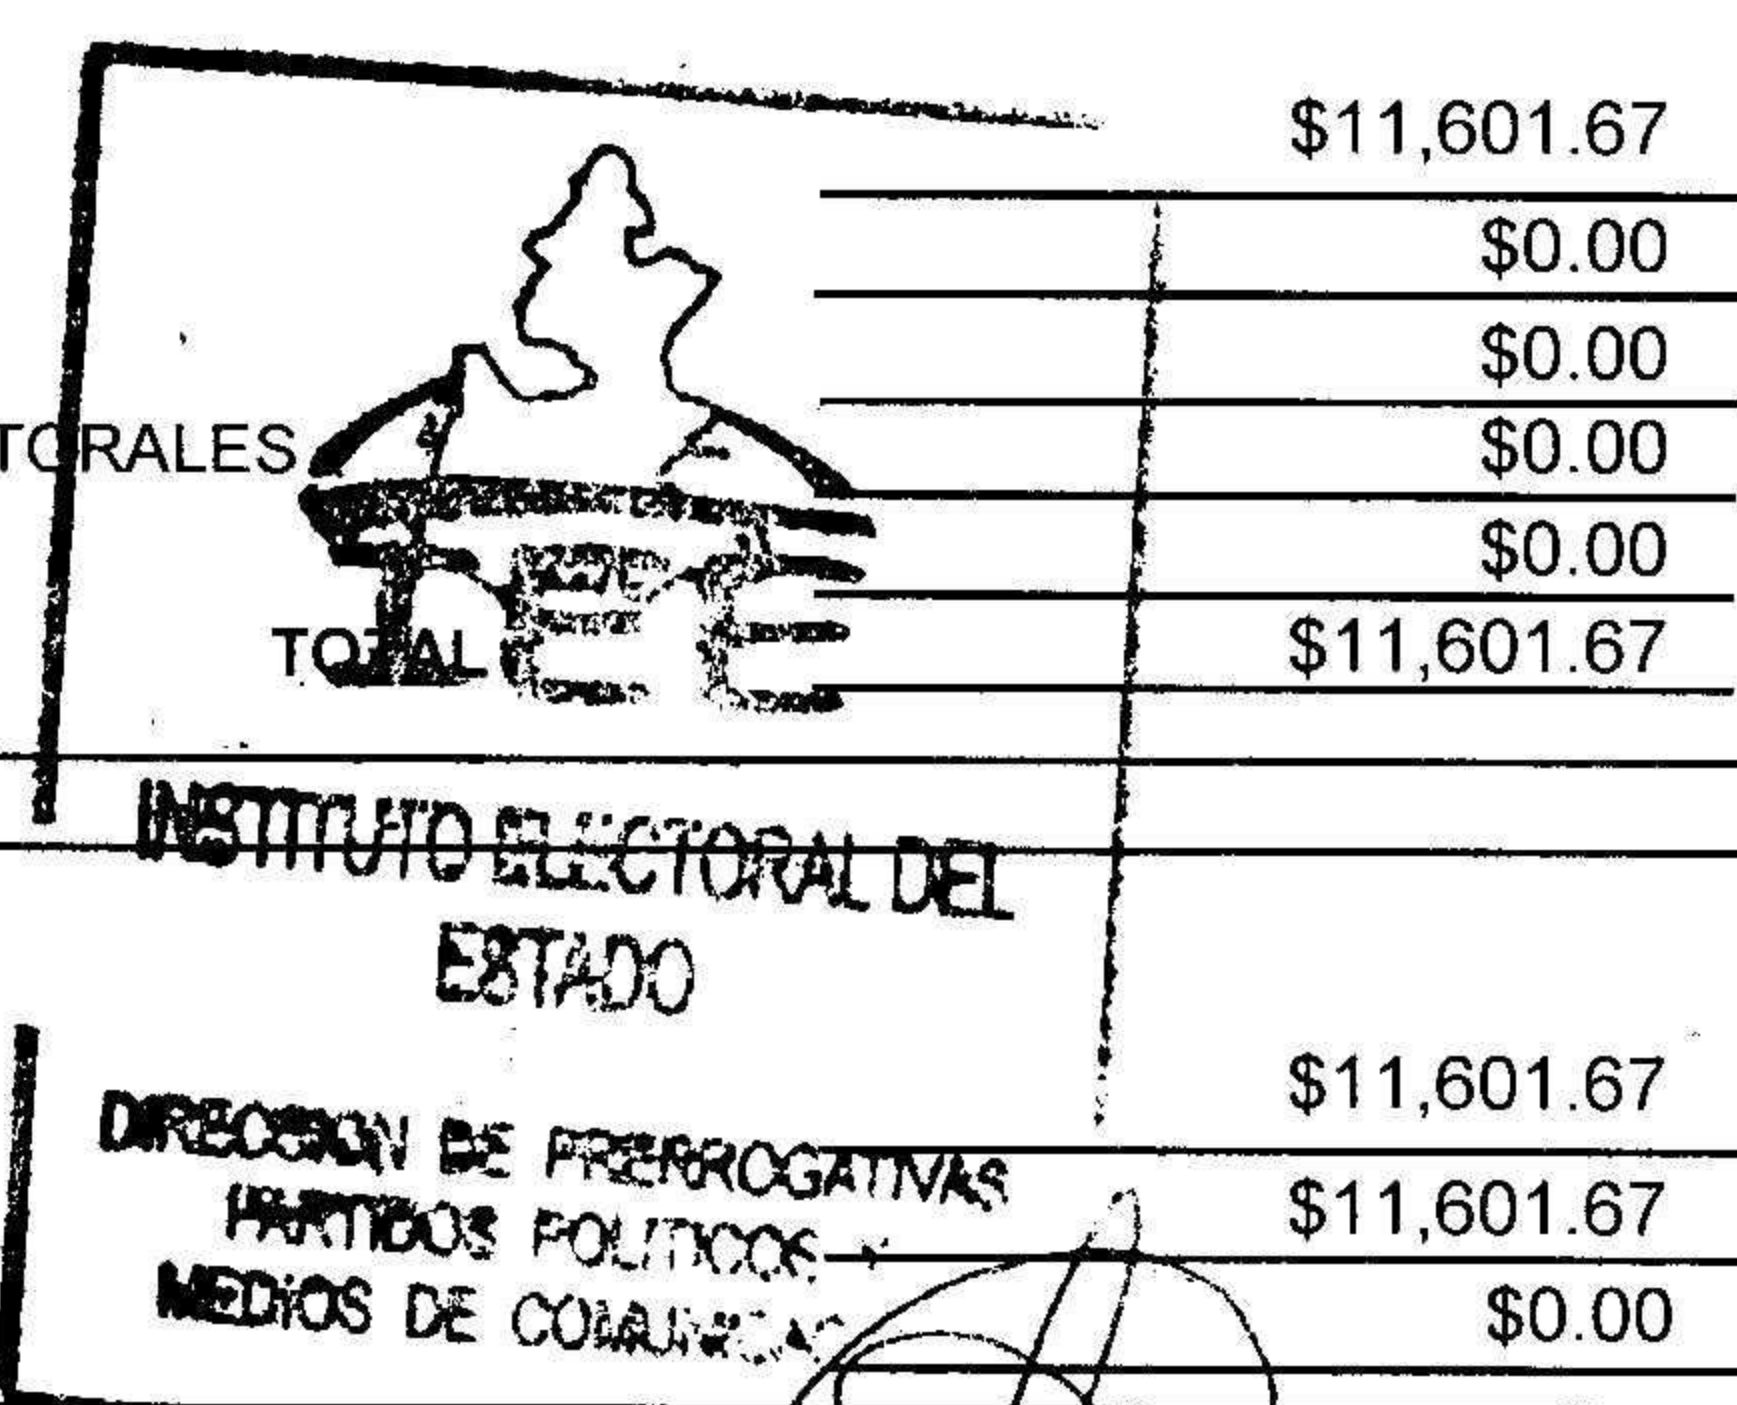 $11,601.67
$0.00
$0.00
TORALES $0.00
$0.00
TOTAL $11,601.67
IEE
INSTITUTO ELECTORAL DEL
ESTADO
$11,601.67
DIRECCION DE PRERROGATIVAS
PARTIDOS POLITICOS Y $11,601.67
MEDIOS DE $0.00